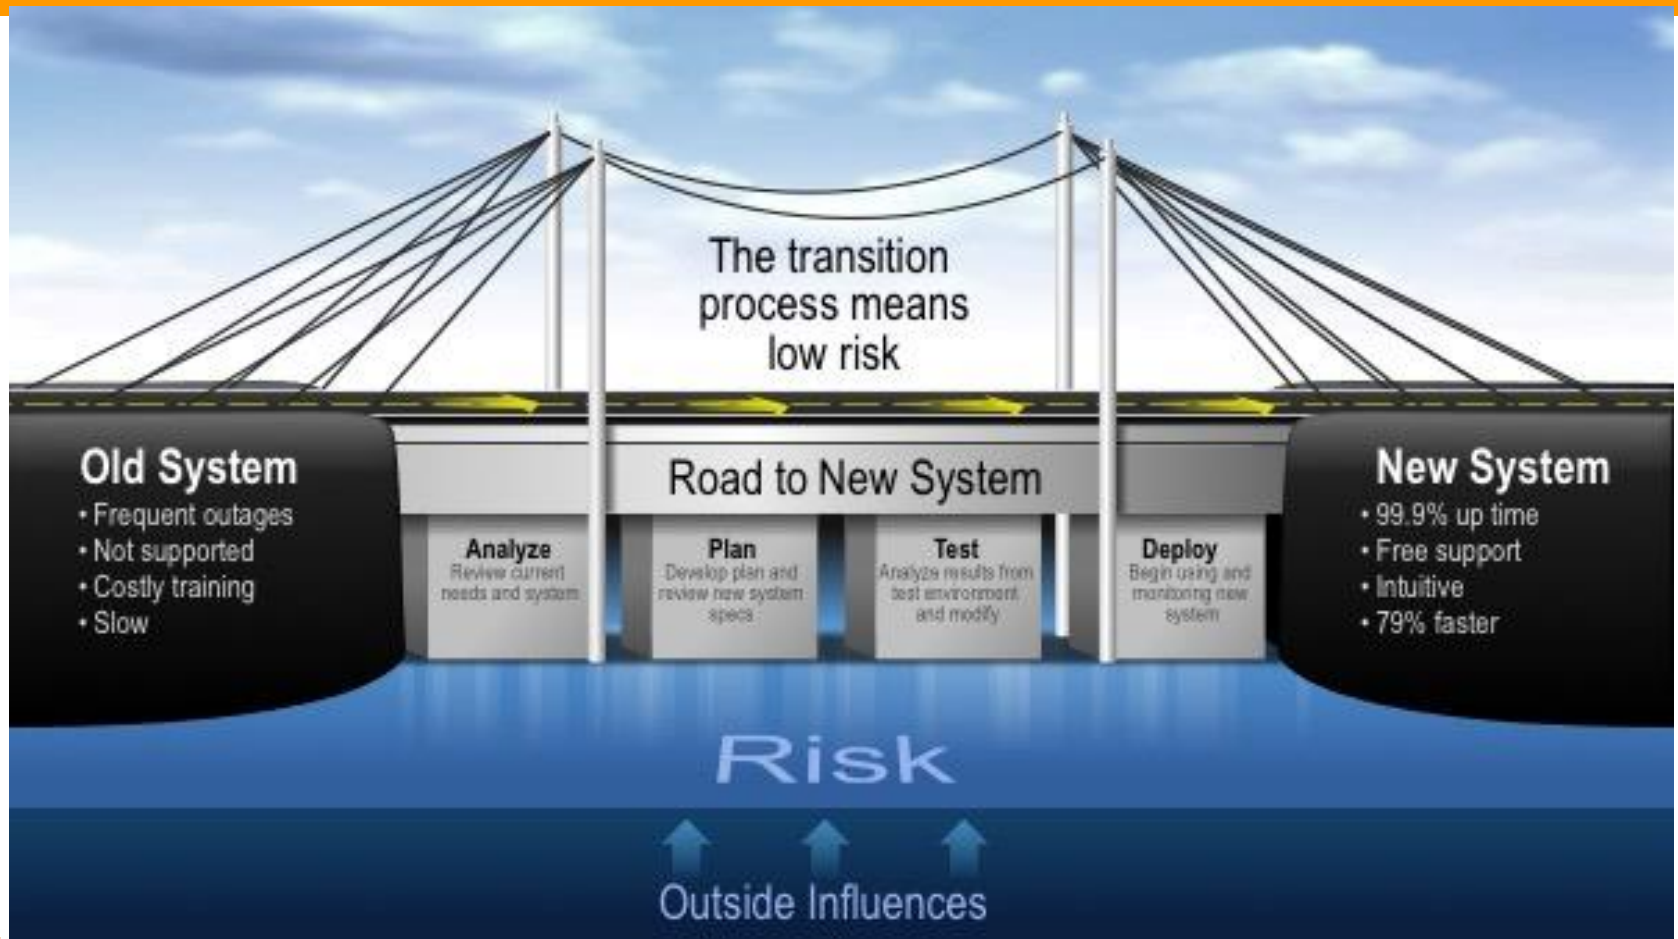 The transition
process means
low risk
Old System
• Frequent outages
• Not supported
• Costly training
• Slow
Road to New System
Analyze
Review current
needs and system
Plan
Develop plan and
review new system
specs
Test
Analyze results from
test environment
and modify
Deploy
Begin using and
monitoring new
system
New System
• 99.9% up time
• Free support
• Intuitive
• 79% faster
Risk
Outside Influences